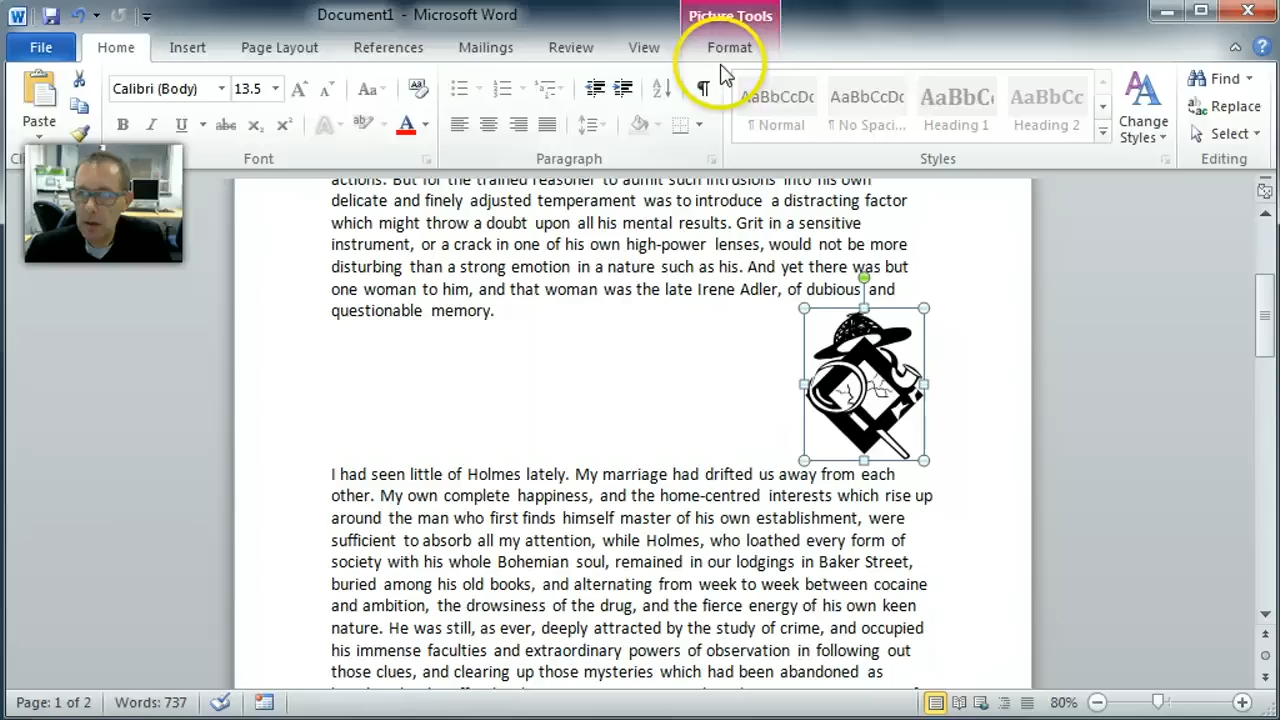 Document1 - Microsoft Word
Picture Tools
File Home Insert Page Layout References Mailings Review View Format
Paste
Calibri (Body) 13.5
Font
Paragraph
AaBbCcDc AaBbCcDc AaBbC AaBbCc
¶ Normal ¶ No Spaci... Heading 1 Heading 2
Change Styles
Styles
Find
Replace
Select
Editing
actions. But for the trained reasoner to admit such intrusions into his own
delicate and finely adjusted temperament was to introduce a distracting factor
which might throw a doubt upon all his mental results. Grit in a sensitive
instrument, or a crack in one of his own high-power lenses, would not be more
disturbing than a strong emotion in a nature such as his. And yet there was but
one woman to him, and that woman was the late Irene Adler, of dubious and
questionable memory.
I had seen little of Holmes lately. My marriage had drifted us away from each
other. My own complete happiness, and the home-centred interests which rise up
around the man who first finds himself master of his own establishment, were
sufficient to absorb all my attention, while Holmes, who loathed every form of
society with his whole Bohemian soul, remained in our lodgings in Baker Street,
buried among his old books, and alternating from week to week between cocaine
and ambition, the drowsiness of the drug, and the fierce energy of his own keen
nature. He was still, as ever, deeply attracted by the study of crime, and occupied
his immense faculties and extraordinary powers of observation in following out
those clues, and clearing up those mysteries which had been abandoned as
Page: 1 of 2 Words: 737 80%